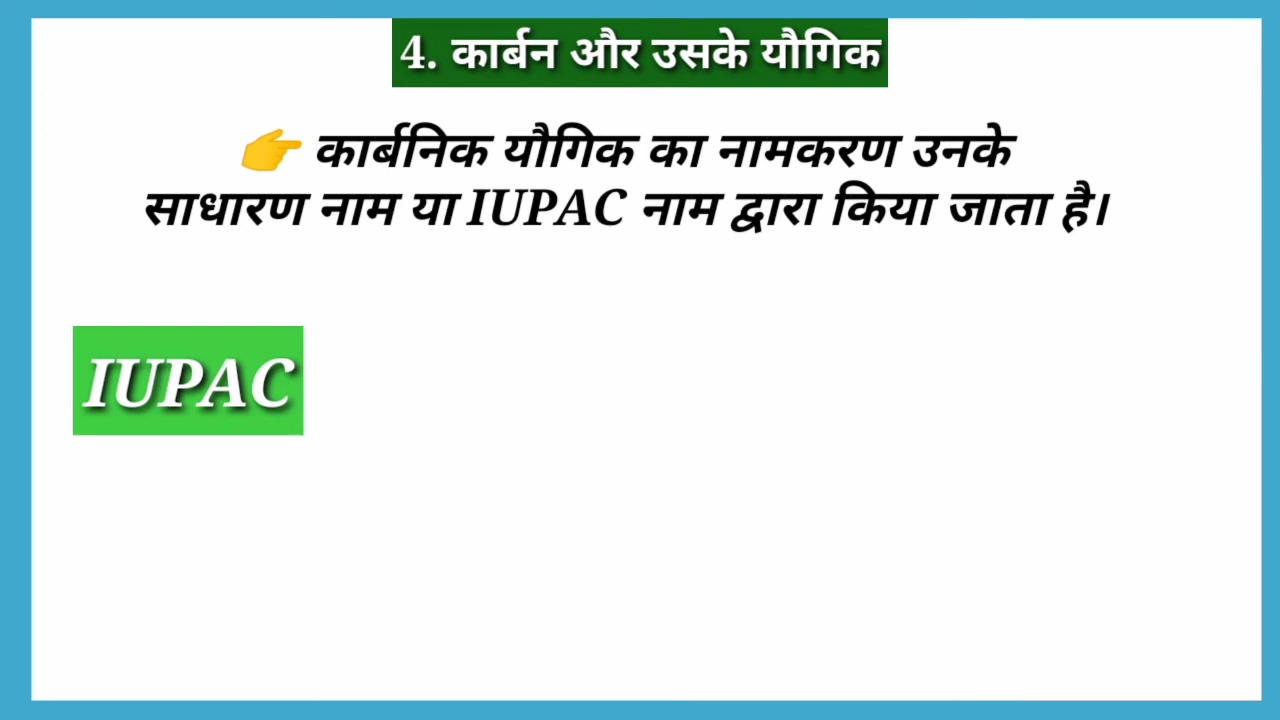 4. कार्बन और उसके यौगिक
👉 कार्बनिक यौगिक का नामकरण उनके
साधारण नाम या IUPAC नाम द्वारा किया जाता है।
IUPAC